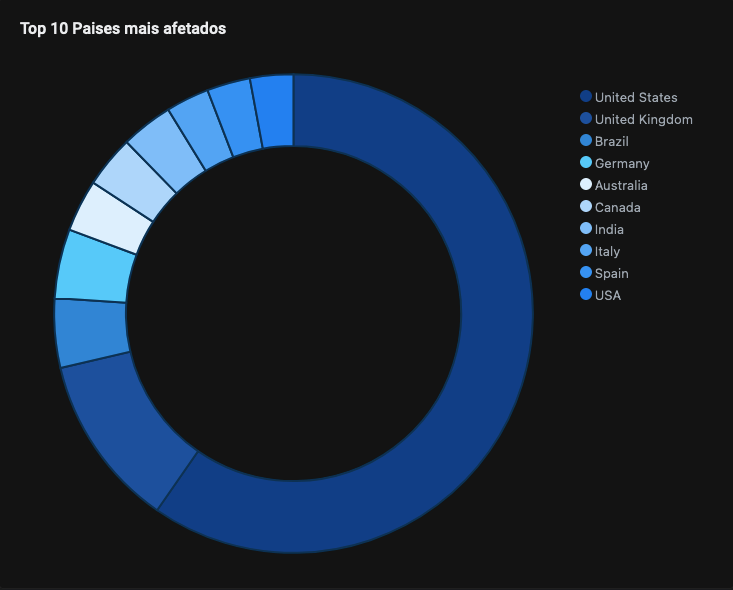 Top 10 Paises mais afetados
United States
United Kingdom
Brazil
Germany
Australia
Canada
India
Italy
Spain
USA